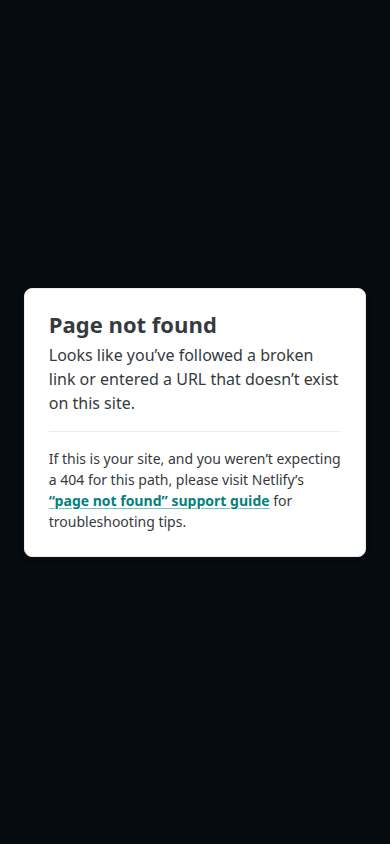 Page not found
Looks like you’ve followed a broken
link or entered a URL that doesn’t exist
on this site.
If this is your site, and you weren’t expecting
a 404 for this path, please visit Netlify’s
“page not found” support guide for
troubleshooting tips.